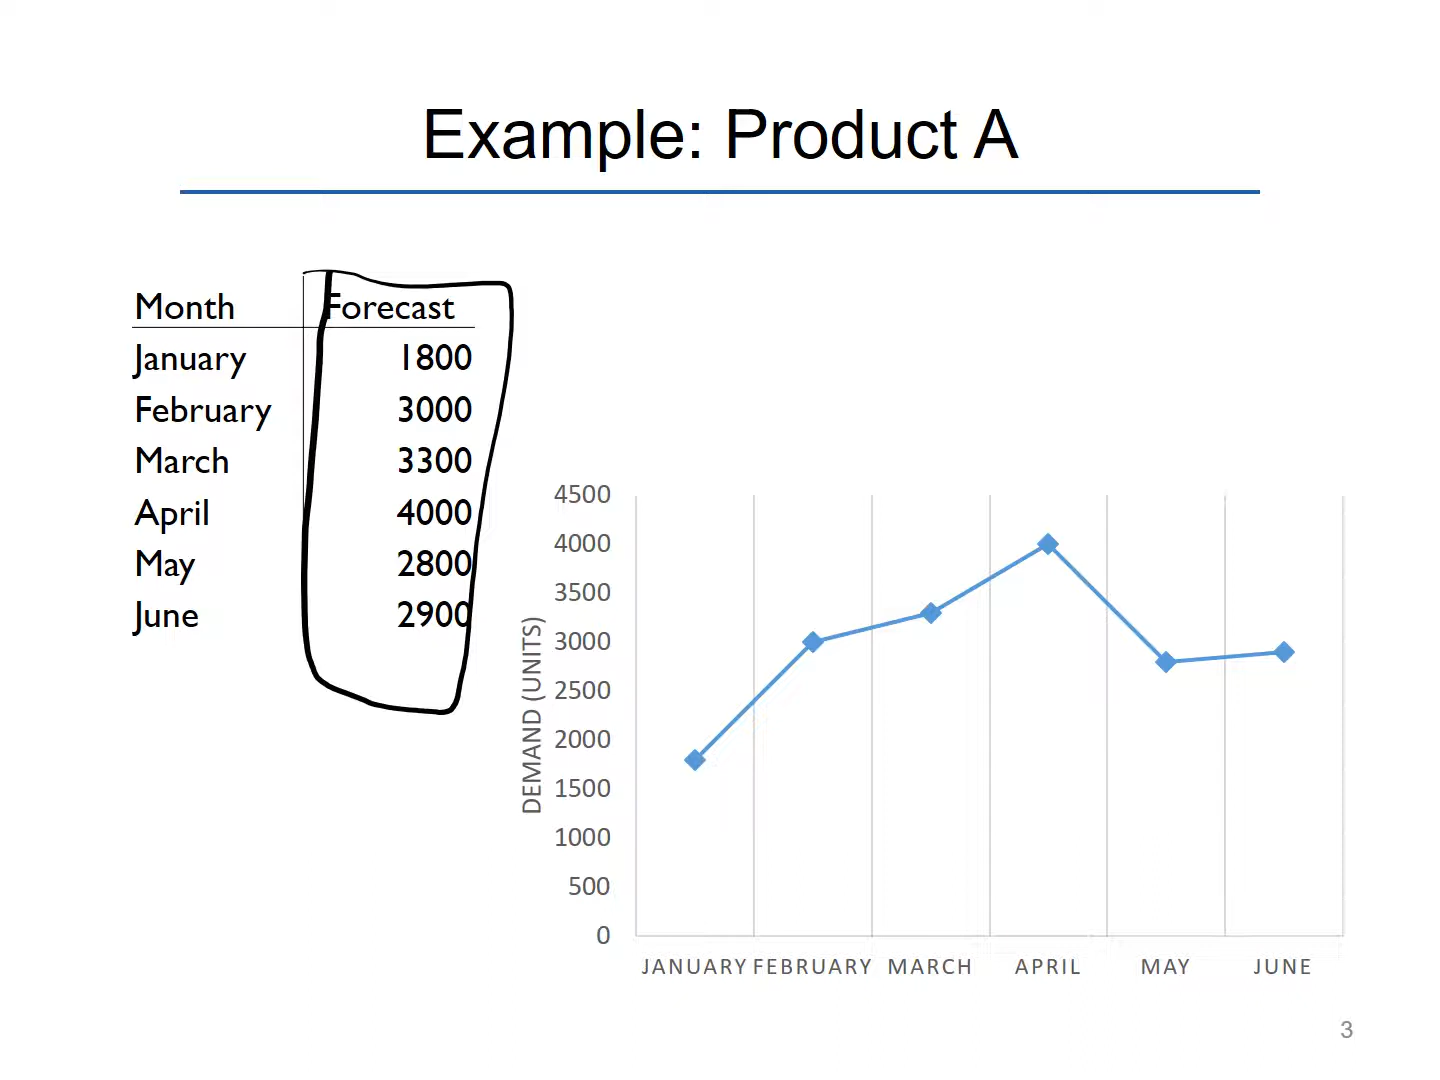 Example: Product A
Month Forecast
January 1800
February 3000
March 3300
April 4000
May 2800
June 2900
4500
4000
3500
3000
2500
2000
1500
1000
500
0
DEMAND (UNITS)
JANUARY FEBRUARY MARCH APRIL MAY JUNE
3